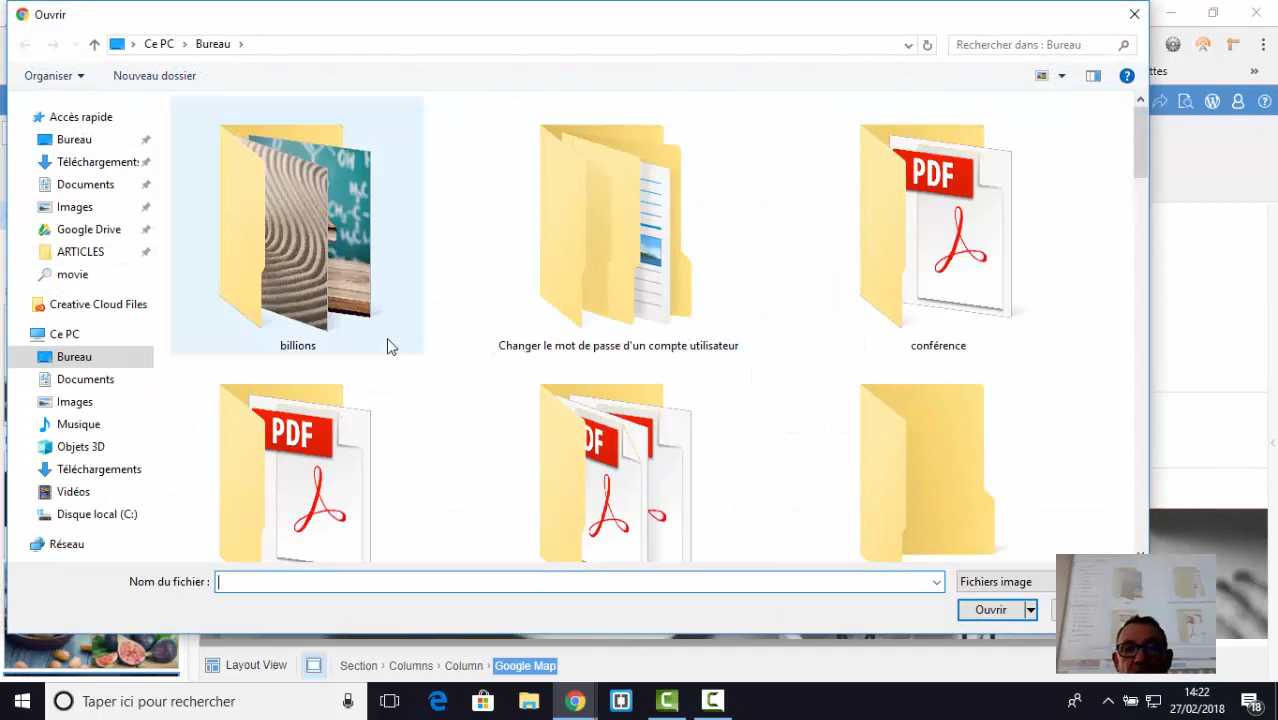 Ouvrir
Ce PC > Bureau >
Rechercher dans : Bureau
Organiser
Nouveau dossier
ttes
Accès rapide
Bureau
Téléchargements
Documents
Images
Google Drive
ARTICLES
movie
Creative Cloud Files
Ce PC
Bureau
Documents
Images
Musique
Objets 3D
Téléchargements
Vidéos
Disque local (C:)
Réseau
PDF
billions
Changer le mot de passe d'un compte utilisateur
conférence
PDF
DF
Nom du fichier :
Fichiers image
Ouvrir
Layout View
Section › Columns › Column › Google Map
Taper ici pour rechercher
14:22
27/02/2018
18